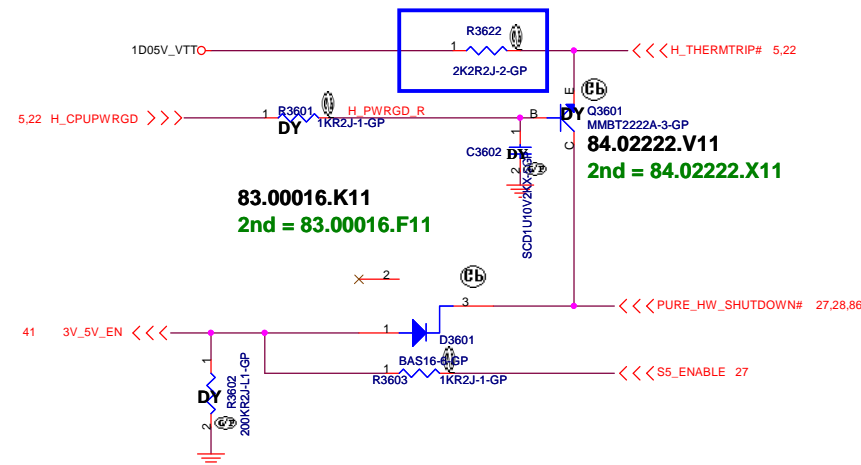 R3622
1D05V_VTT
1
H_THERMTRIP# 5,22
2K2R2J-2-GP
E
R3601
H_PWRGD_R
5,22 H_CPUPWRGD
1
DY
1KR2J-1-GP
B
DY
Q3601
MMBT2222A-3-GP
1
C3602
DY
2
C
84.02222.V11
2nd = 84.02222.X11
83.00016.K11
2nd = 83.00016.F11
2
3
PURE_HW_SHUTDOWN# 27,28,86
41 3V_5V_EN
1
D3601
BAS16-6-GP
1
R3603
1KR2J-1-GP
S5_ENABLE 27
1
DY
R3602
200KR2J-L1-GP
2